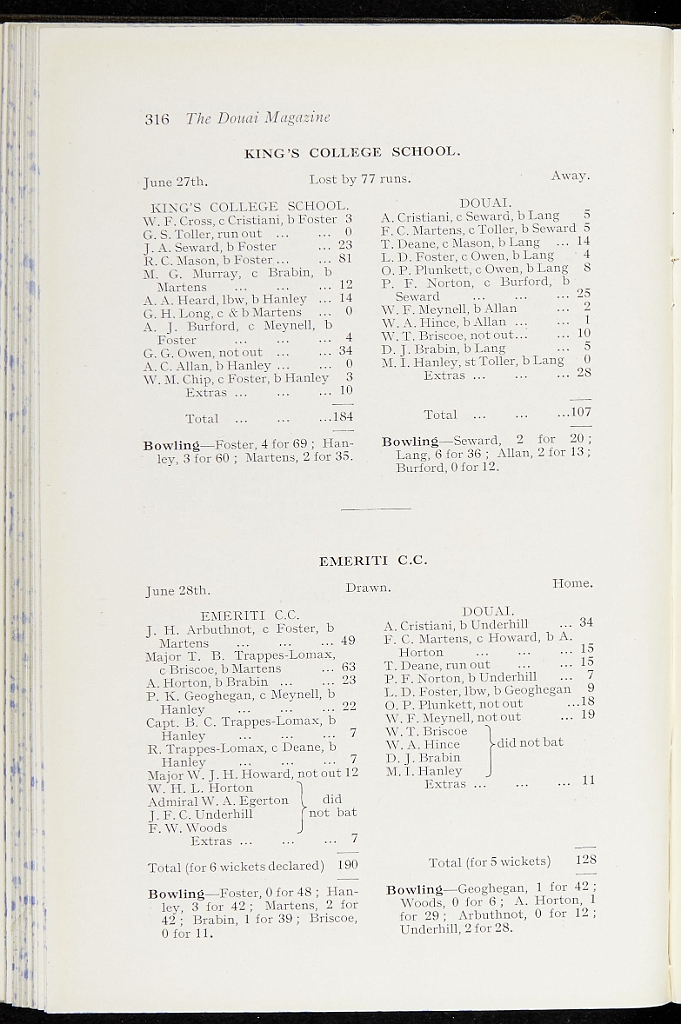 316 The Douai Magazine
KING'S COLLEGE SCHOOL.
June 27th. Lost by 77 runs. Away.
KING'S COLLEGE SCHOOL.
W. F. Cross, c Cristiani, b Foster 3
G. S. Toller, run out ... ... 0
J. A. Seward, b Foster ... 23
R. C. Mason, b Foster ... ... 81
M. G. Murray, c Brabin, b
Martens ... ... ... 12
A. A. Heard, lbw, b Hanley ... 14
G. H. Long, c & b Martens ... 0
A. J. Burford, c Meynell, b
Foster ... ... ... 4
G. G. Owen, not out ... ... 34
A. C. Allan, b Hanley ... ... 0
W. M. Chip, c Foster, b Hanley 3
Extras ... ... ... 10
Total ... ... ...184
Bowling—Foster, 4 for 69 ; Han-
ley, 3 for 60 ; Martens, 2 for 35.
DOUAI.
A. Cristiani, c Seward, b Lang 5
F. C. Martens, c Toller, b Seward 5
T. Deane, c Mason, b Lang ... 14
L. D. Foster, c Owen, b Lang 4
O. P. Plunkett, c Owen, b Lang 8
P. F. Norton, c Burford, b
Seward ... ... ... 25
W. F. Meynell, b Allan ... 2
W. A. Hince, b Allan ... ... 1
W. T. Briscoe, not out... ... 10
D. J. Brabin, b Lang ... 5
M. I. Hanley, st Toller, b Lang 0
Extras ... ... ... 28
Total ... ... ...107
Bowling—Seward, 2 for 20 ;
Lang, 6 for 36 ; Allan, 2 for 13 ;
Burford, 0 for 12.
EMERITI C.C.
June 28th. Drawn. Home.
EMERITI C.C.
J. H. Arbuthnot, c Foster, b
Martens ... ... ... 49
Major T. B. Trappes-Lomax,
c Briscoe, b Martens ... 63
A. Horton, b Brabin ... ... 23
P. K. Geoghegan, c Meynell, b
Hanley ... ... ... 22
Capt. B. C. Trappes-Lomax, b
Hanley ... ... ... 7
R. Trappes-Lomax, c Deane, b
Hanley ... ... ... 7
Major W. J. H. Howard, not out 12
W. H. L. Horton
Admiral W. A. Egerton did
J. F. C. Underhill not bat
F. W. Woods
Extras ... ... ... 7
Total (for 6 wickets declared) 190
Bowling—Foster, 0 for 48 ; Han-
ley, 3 for 42 ; Martens, 2 for
42 ; Brabin, 1 for 39 ; Briscoe,
0 for 11.
DOUAI.
A. Cristiani, b Underhill ... 34
F. C. Martens, c Howard, b A.
Horton ... ... ... 15
T. Deane, run out ... ... 15
P. F. Norton, b Underhill ... 7
L. D. Foster, lbw, b Geoghegan 9
O. P. Plunkett, not out ...18
W. F. Meynell, not out ... 19
W. T. Briscoe
W. A. Hince did not bat
D. J. Brabin
M. I. Hanley
Extras ... ... ... 11
Total (for 5 wickets) 128
Bowling—Geoghegan, 1 for 42 ;
Woods, 0 for 6 ; A. Horton, 1
for 29 ; Arbuthnot, 0 for 12 ;
Underhill, 2 for 28.